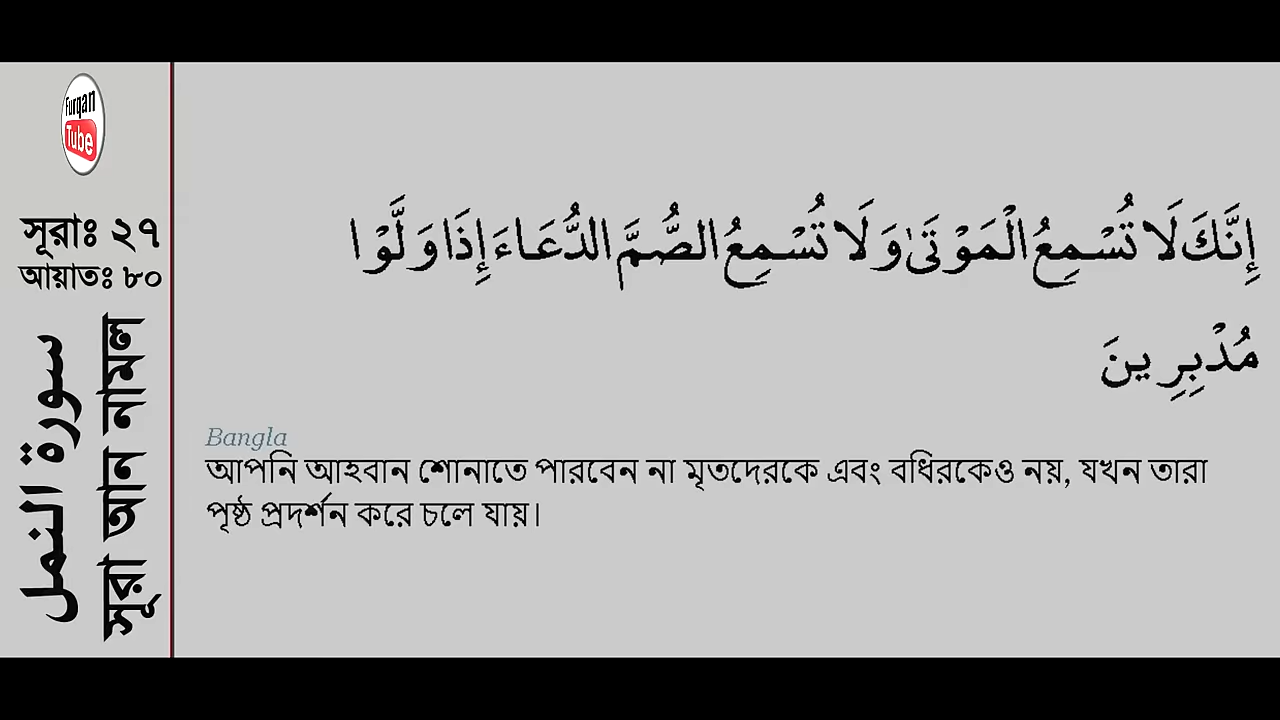 Furqan
Tube
সূরাঃ ২৭
আয়াতঃ ৮০
سورة النمل
সূরা আন নামল
إِنَّكَ لَا تُسْمِعُ الْمَوْتَىٰ وَلَا تُسْمِعُ الصُّمَّ الدُّعَاءَ إِذَا وَلَّوْا
مُدْبِرِينَ
Bangla
আপনি আহবান শোনাতে পারবেন না মৃতদেরকে এবং বধিরকেও নয়, যখন তারা
পৃষ্ঠ প্রদর্শন করে চলে যায়।